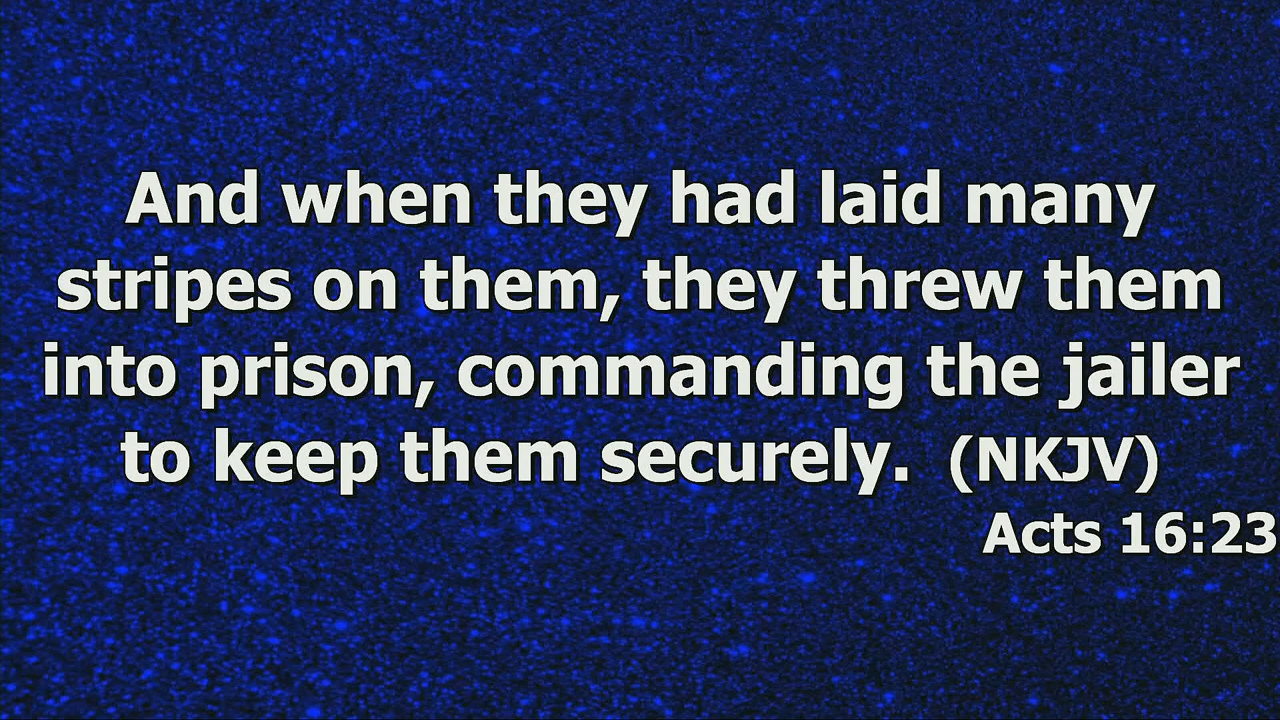 And when they had laid many
stripes on them, they threw them
into prison, commanding the jailer
to keep them securely. (NKJV)
Acts 16:23